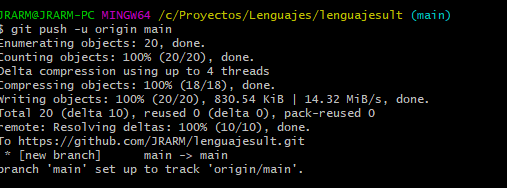 JRARM@JRARM-PC MINGW64 /c/Proyectos/Lenguajes/lenguajesult (main)
$ git push -u origin main
Enumerating objects: 20, done.
Counting objects: 100% (20/20), done.
Delta compression using up to 4 threads
Compressing objects: 100% (18/18), done.
Writing objects: 100% (20/20), 830.54 KiB | 14.32 MiB/s, done.
Total 20 (delta 10), reused 0 (delta 0), pack-reused 0
remote: Resolving deltas: 100% (10/10), done.
To https://github.com/JRARM/lenguajesult.git
 * [new branch]      main -> main
branch 'main' set up to track 'origin/main'.